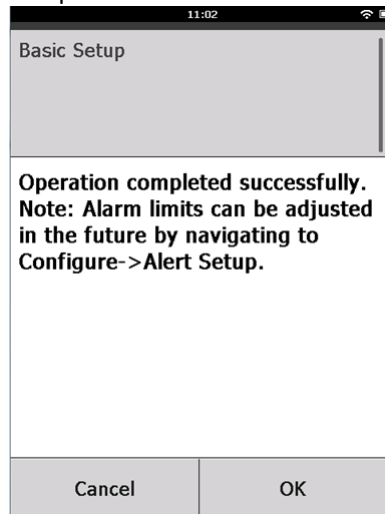 11:02
Basic Setup
Operation completed successfully.
Note: Alarm limits can be adjusted
in the future by navigating to
Configure->Alert Setup.
Cancel
OK